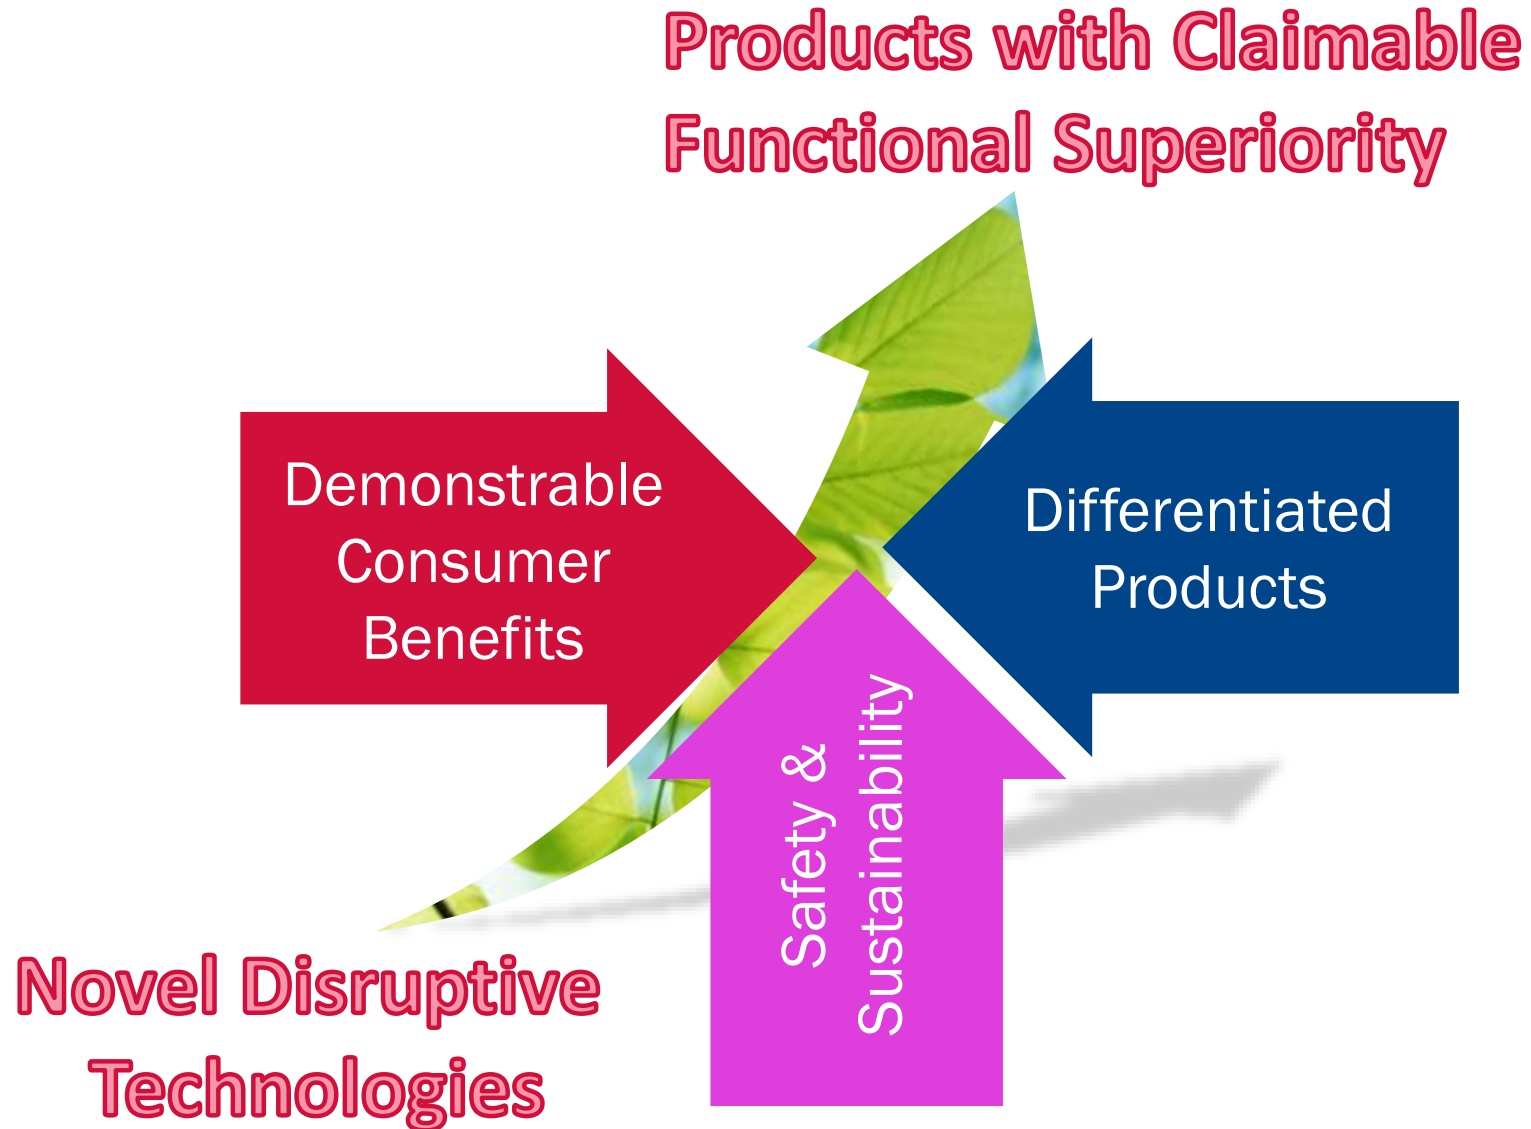 Products with Claimable
Functional Superiority
Demonstrable
Consumer
Benefits
Differentiated
Products
Safety &
Sustainability
Novel Disruptive
Technologies